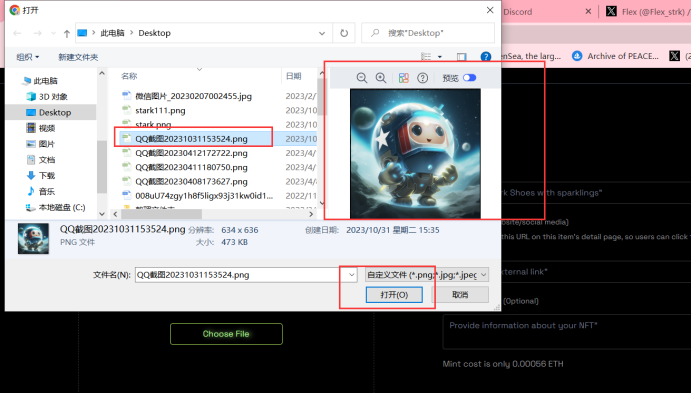 打开
Discord
Flex (@Flex_strk) /
此电脑 > Desktop
搜索"Desktop"
enSea, the larg...
Archive of PEACE...
组织
新建文件夹
此电脑
3D 对象
Desktop
视频
图片
文档
下载
音乐
本地磁盘 (C:)
名称
日期
微信图片_20230207002455.jpg
2023/2/
stark111.png
2023/10
stark.png
2023/10
QQ截图20231031153524.png
2023/10
QQ截图20230412172722.png
2023/4/
QQ截图20230411180750.png
2023/4/
QQ截图20230408173627.png
2023/4/
008uU74zgy1h8f5ligx93j31kw0id1...
2022/11
预览
QQ截图20231031153524.png
PNG 文件
分辨率: 634 x 636
大小: 473 KB
创建日期: 2023/10/31 星期二 15:35
文件名(N):
QQ截图20231031153524.png
自定义文件 (*.png;*.jpg;*.jpeg
打开(O)
取消
rk Shoes with sparklings"
site/social media]
this URL on this item's detail page, so users can click
xternal link"
[Optional]
Provide information about your NFT"
Choose File
Mint cost is only 0.00056 ETH